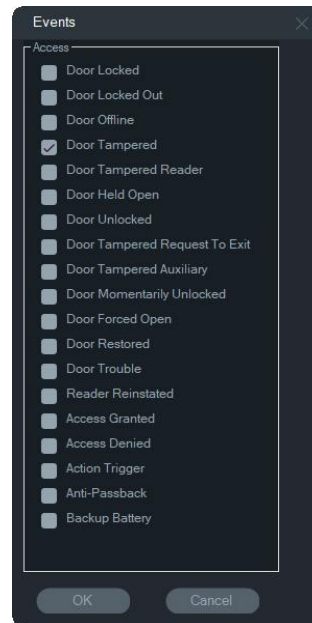 Events
Access
Door Locked
Door Locked Out
Door Offline
Door Tampered
Door Tampered Reader
Door Held Open
Door Unlocked
Door Tampered Request To Exit
Door Tampered Auxiliary
Door Momentarily Unlocked
Door Forced Open
Door Restored
Door Trouble
Reader Reinstated
Access Granted
Access Denied
Action Trigger
Anti-Passback
Backup Battery
OK Cancel